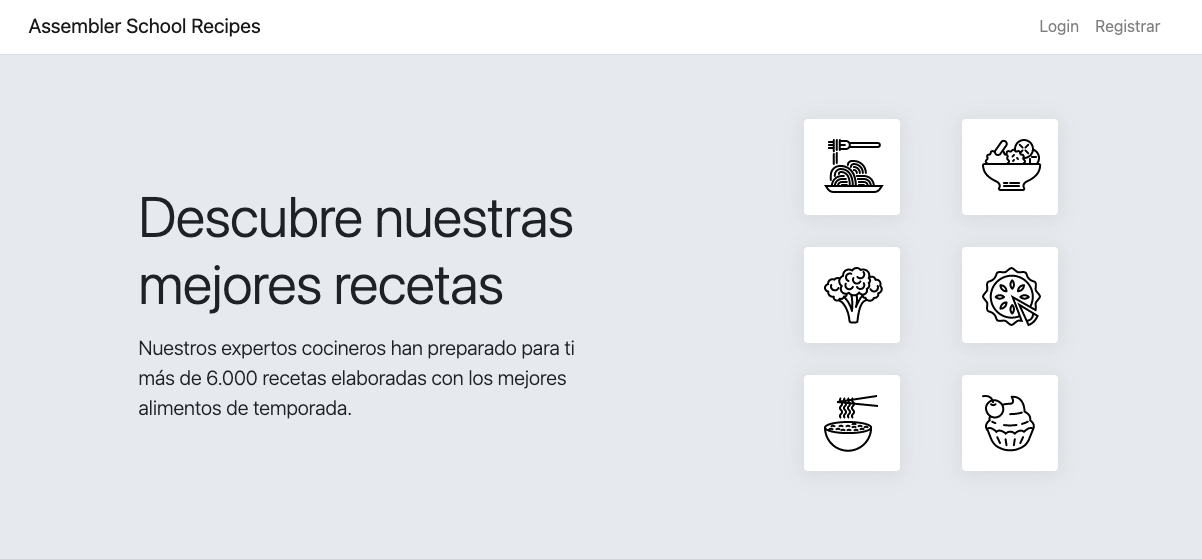 Assembler School Recipes
Login Registrar
Descubre nuestras
mejores recetas
Nuestros expertos cocineros han preparado para ti
más de 6.000 recetas elaboradas con los mejores
alimentos de temporada.